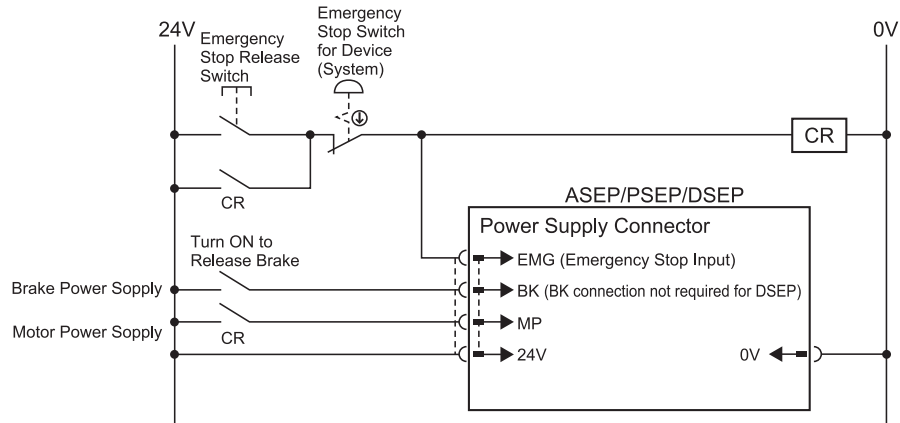 24V
Emergency
Stop Release
Switch
Emergency
Stop Switch
for Device
(System)
0V
CR
CR
ASEP/PSEP/DSEP
Power Supply Connector
Turn ON to
Release Brake
EMG (Emergency Stop Input)
Brake Power Supply
BK (BK connection not required for DSEP)
Motor Power Supply
CR
MP
24V
0V